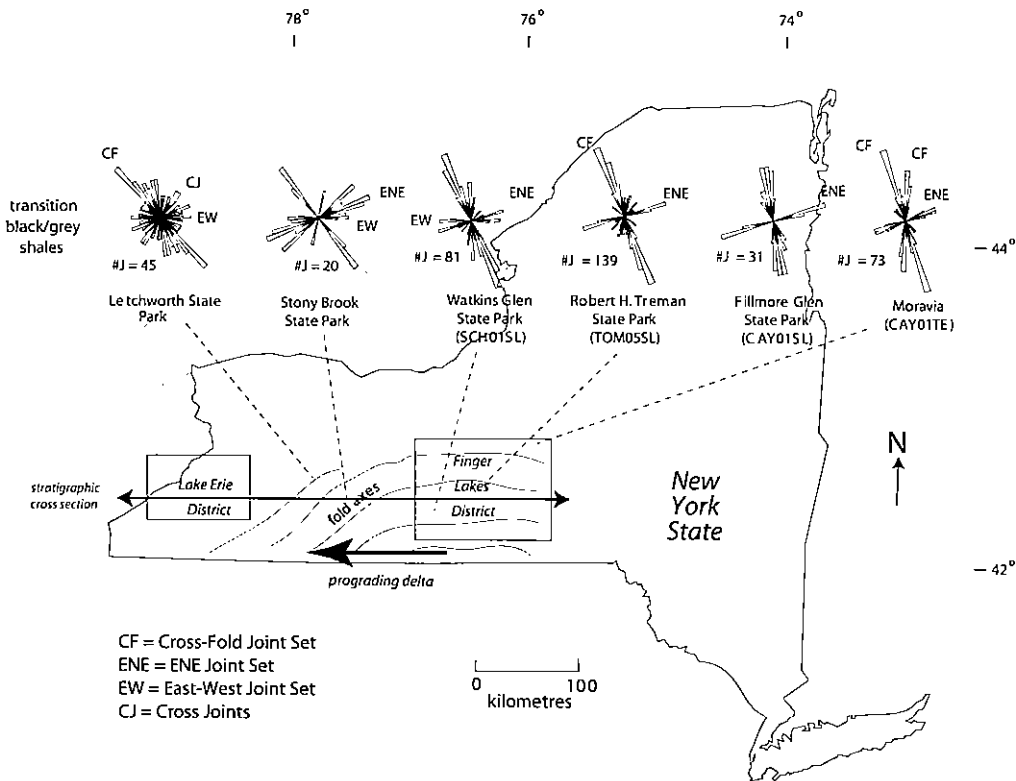 78° 76° 74°
CF CJ EW
ENE EW
EW ENE
CF ENE
ENE
CF CF ENE
transition
black/grey
shales
#J = 45 #J = 20 #J = 81 #J = 139 #J = 31 #J = 73
Letchworth State
Park
Stony Brook
State Park
Watkins Glen
State Park
(SCH01SL)
Robert H. Treman
State Park
(TOM05SL)
Fillmore Glen
State Park
(CAY01SL)
Moravia
(CAY01TE)
44°
N
stratigraphic
cross section
Lake Erie
District
fold axes
Finger
Lakes
District
New
York
State
prograding delta
42°
CF = Cross-Fold Joint Set
ENE = ENE Joint Set
EW = East-West Joint Set
CJ = Cross Joints
0 100
kilometres